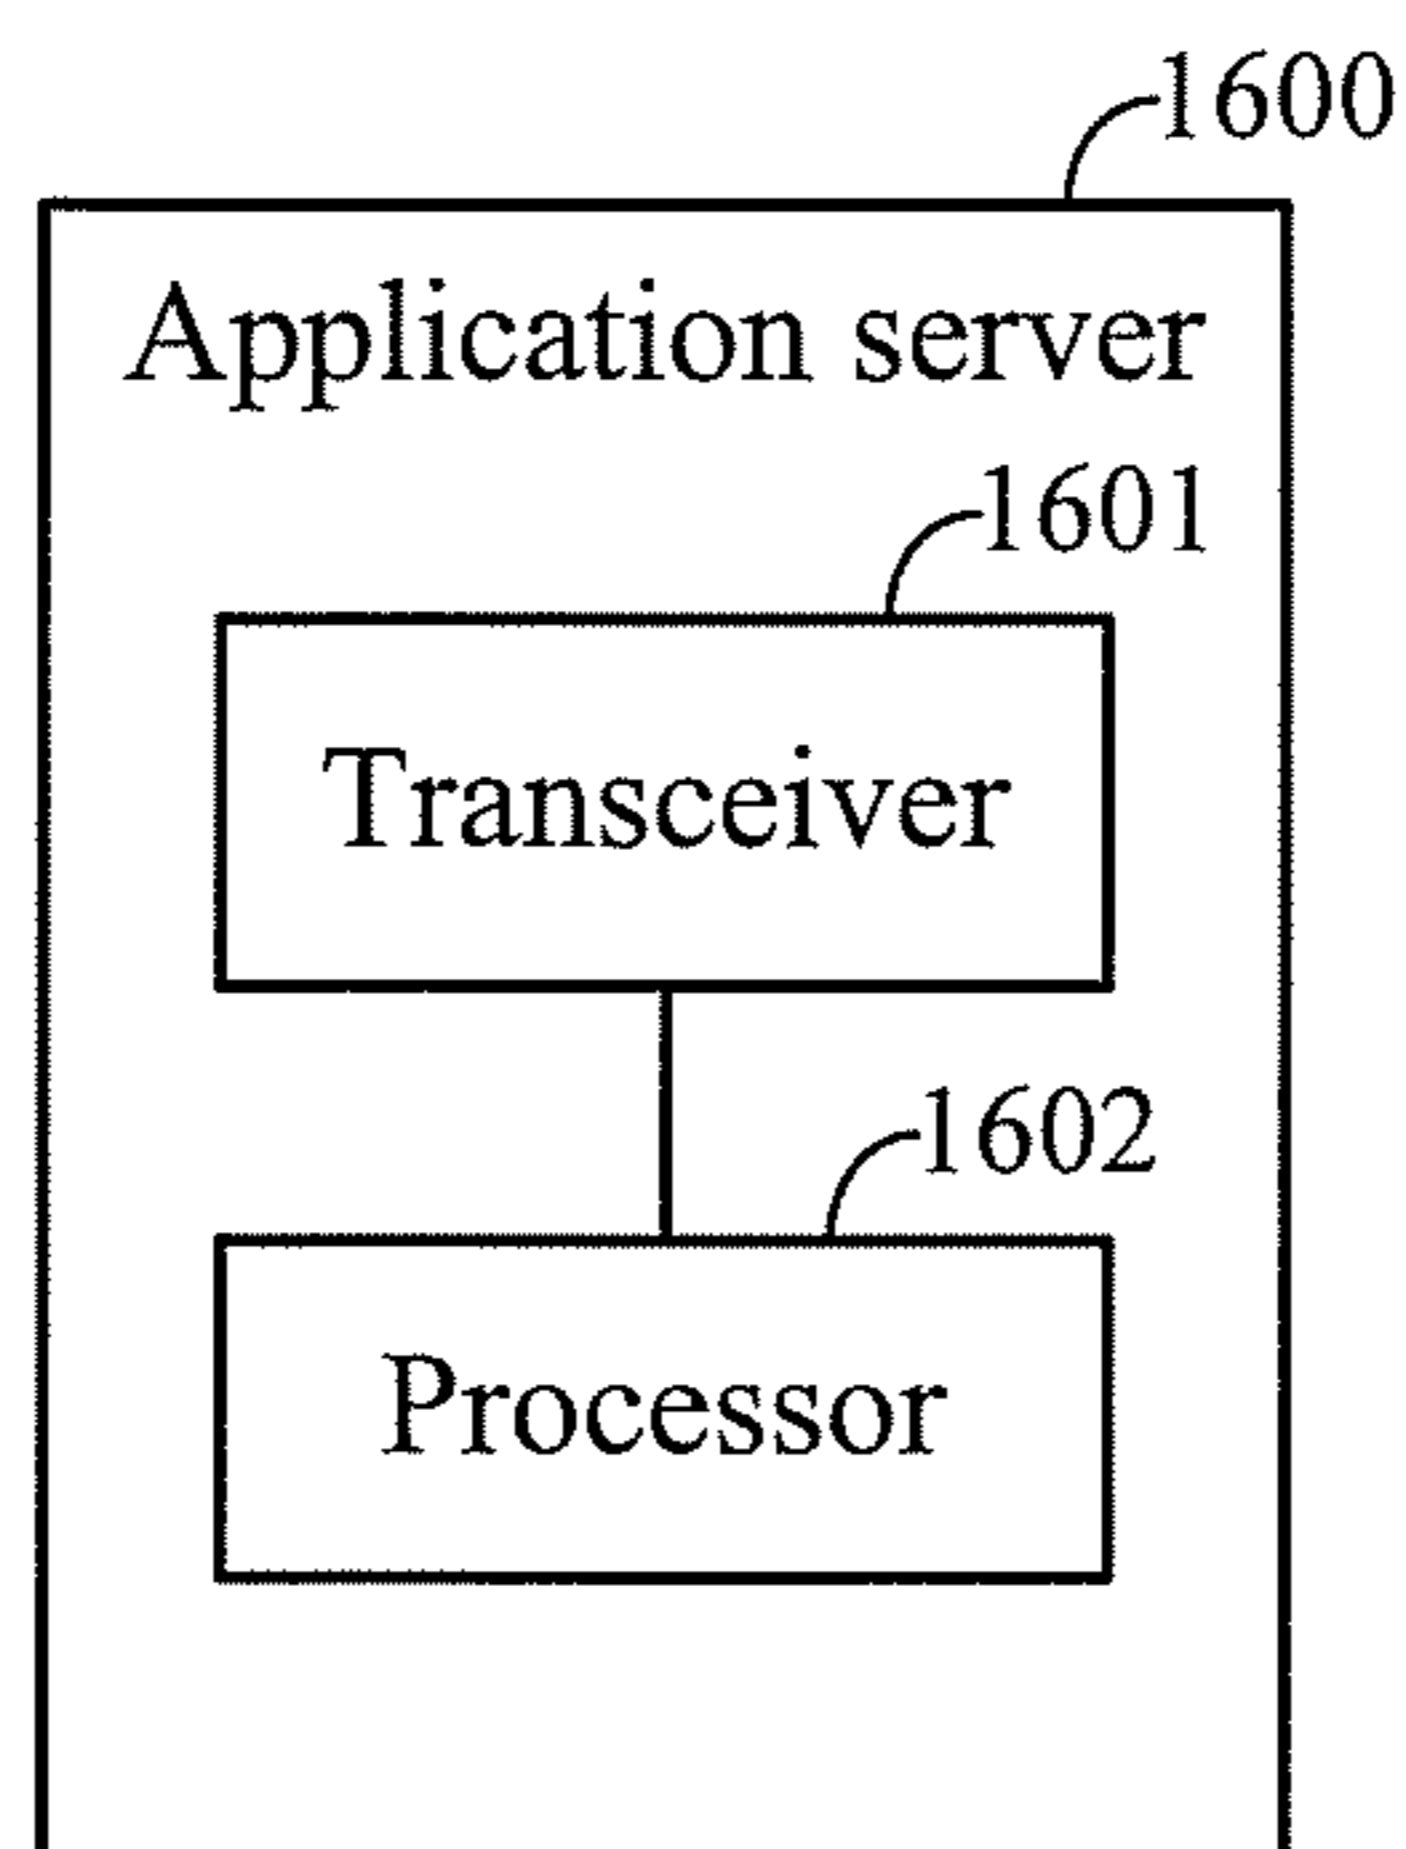 1600
Application server
1601
Transceiver
1602
Processor